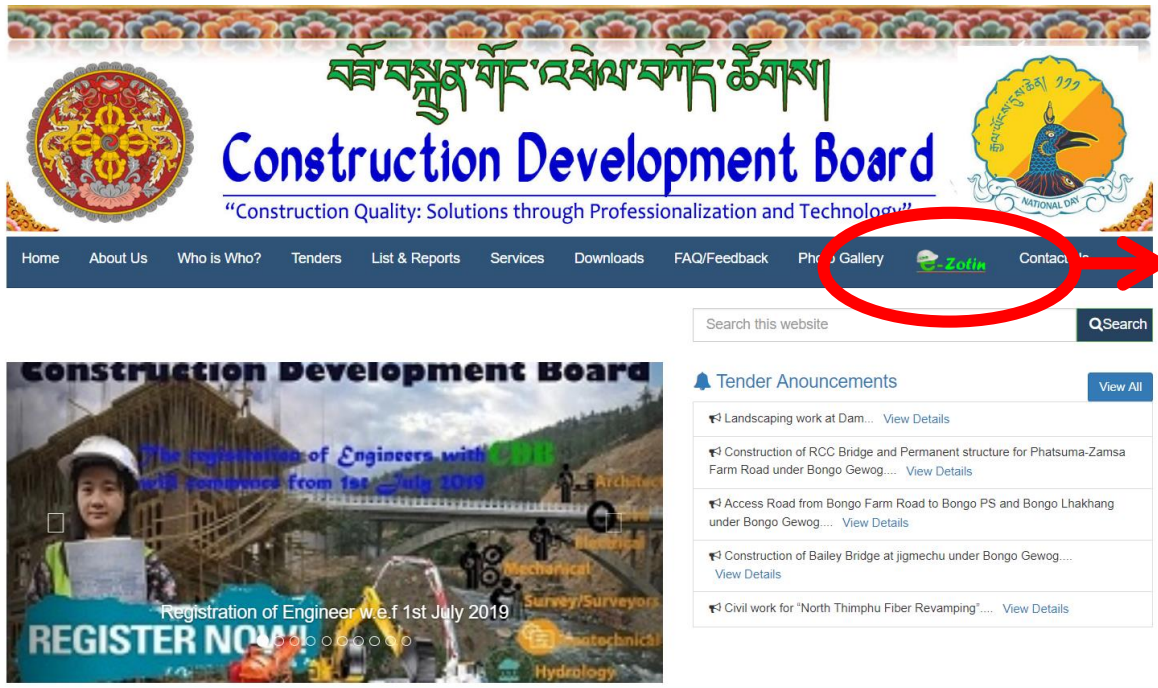 Construction Development Board
“Construction Quality: Solutions through Professionalization and Technology”
NATIONAL DAY
Home About Us Who is Who? Tenders List & Reports Services Downloads FAQ/Feedback Photo Gallery e-Zotin Contact Us
Search this website Search
Construction Development Board
The registration of Engineers with CDB
will commence from 1st July 2019
Architect
Electrical
Mechanical
Survey/Surveyors
Geotechnical
Hydrology
Registration of Engineer w.e.f 1st July 2019
REGISTER NOW!
Tender Anouncements View All
Landscaping work at Dam... View Details
Construction of RCC Bridge and Permanent structure for Phatsuma-Zamsa
Farm Road under Bongo Gewog.... View Details
Access Road from Bongo Farm Road to Bongo PS and Bongo Lhakhang
under Bongo Gewog.... View Details
Construction of Bailey Bridge at jigmechu under Bongo Gewog....
View Details
Civil work for “North Thimphu Fiber Revamping”.... View Details